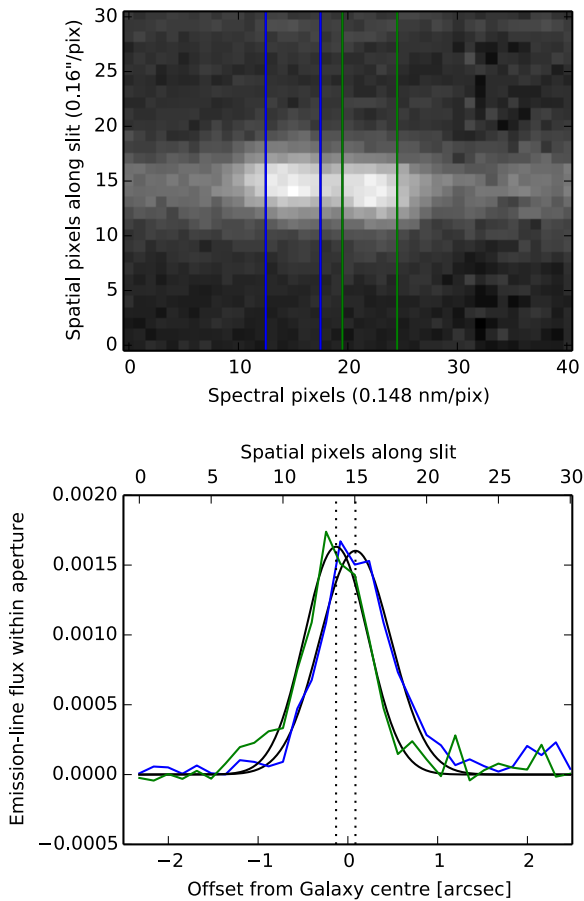 30
25
20
15
10
5
0
Spatial pixels along slit (0.16"/pix)
0 10 20 30 40
Spectral pixels (0.148 nm/pix)
Spatial pixels along slit
0 5 10 15 20 25 30
0.0020
0.0015
0.0010
0.0005
0.0000
−0.0005
Emission-line flux within aperture
−2 −1 0 1 2
Offset from Galaxy centre [arcsec]